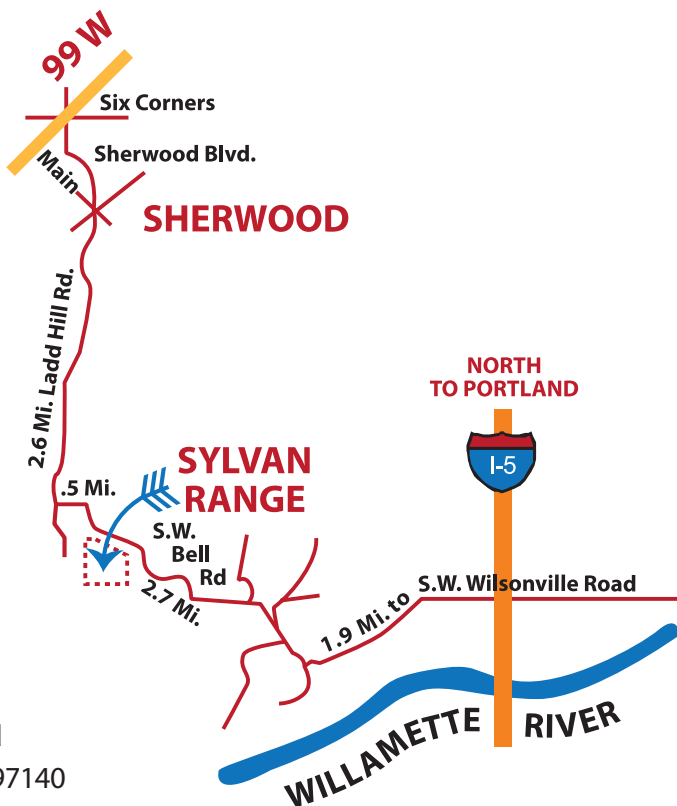 99 W
Six Corners
Sherwood Blvd.
Main
SHERWOOD
2.6 Mi. Ladd Hill Rd.
NORTH
TO PORTLAND
I-5
SYLVAN
RANGE
.5 Mi.
S.W.
Bell
Rd
2.7 Mi.
1.9 Mi. to
S.W. Wilsonville Road
WILLAMETTE RIVER
97140